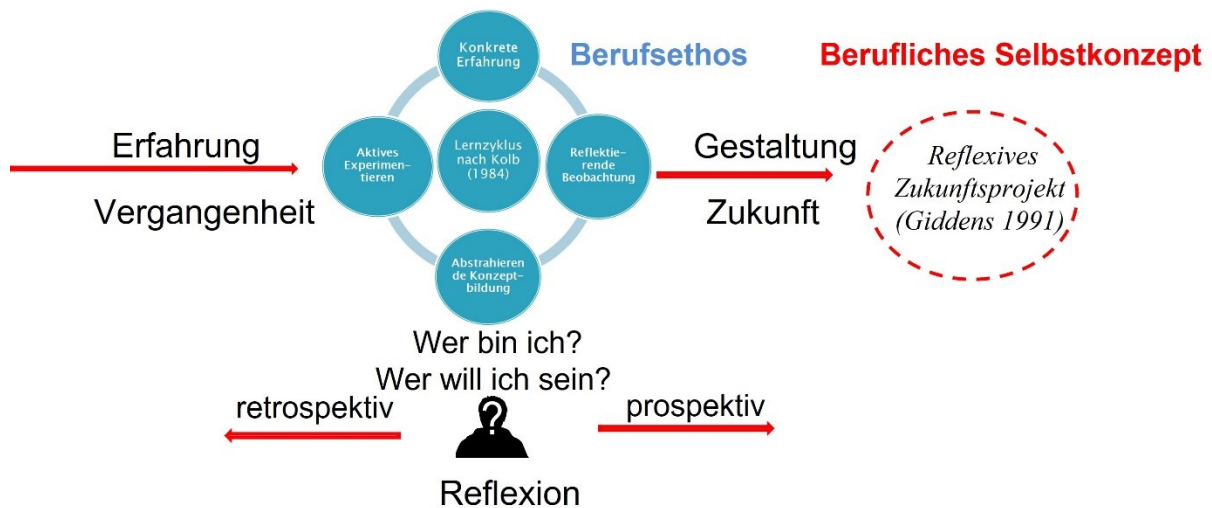 Konkrete
Erfahrung
Berufsethos
Berufliches Selbstkonzept
Erfahrung
Vergangenheit
Aktives
Experimen-
tieren
Lernzyklus
nach Kolb
(1984)
Reflektie-
rende
Beobachtung
Gestaltung
Zukunft
Reflexives
Zukunftsprojekt
(Giddens 1991)
Abstrahieren
de Konzept-
bildung
Wer bin ich?
Wer will ich sein?
retrospektiv
?
prospektiv
Reflexion